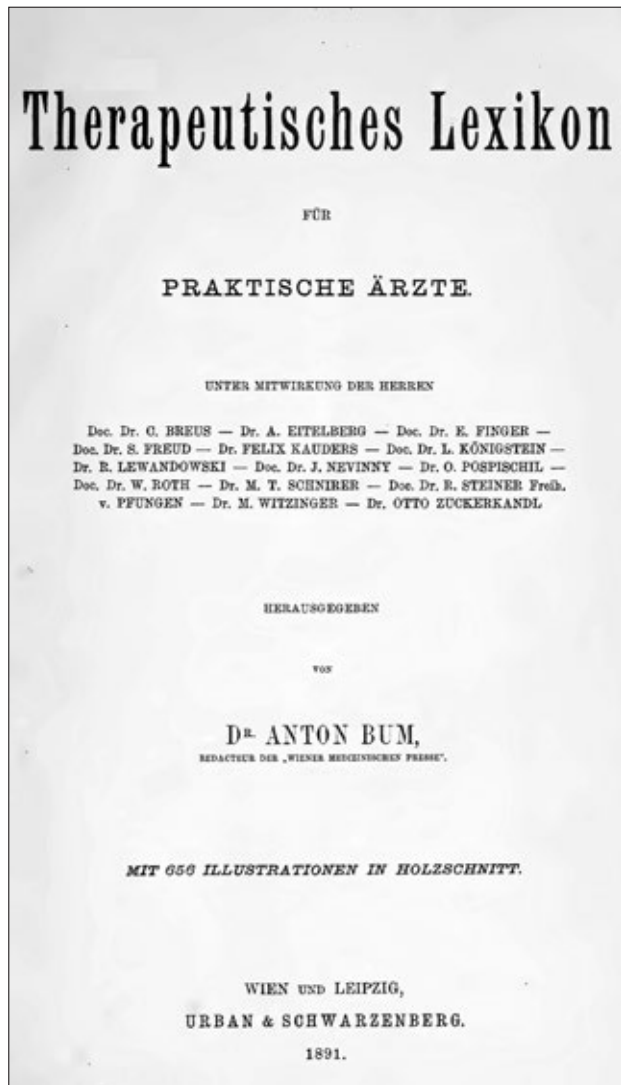 Therapeutisches Lexikon
FÜR
PRAKTISCHE ÄRZTE.
UNTER MITWIRKUNG DER HERREN
Doc. Dr. C. BREUS — Dr. A. EITELBERG — Doc. Dr. E. FINGER —
Doc. Dr. S. FREUD — Dr. FELIX KAUDERS — Doc. Dr. L. KÖNIGSTEIN —
Dr. R. LEWANDOWSKI — Doc. Dr. J. NEVINNY — Dr. O. POSPISCHIL —
Doc. Dr. W. ROTH — Dr. M. T. SCHNIRER — Doc. Dr. R. STEINER Freih.
v. PFUNGEN — Dr. M. WITZINGER — Dr. OTTO ZUCKERKANDL
HERAUSGEGEBEN
VON
DR. ANTON BUM,
REDACTEUR DER „WIENER MEDIZINISCHEN PRESSE".
MIT 656 ILLUSTRATIONEN IN HOLZSCHNITT.
WIEN UND LEIPZIG,
URBAN & SCHWARZENBERG.
1891.